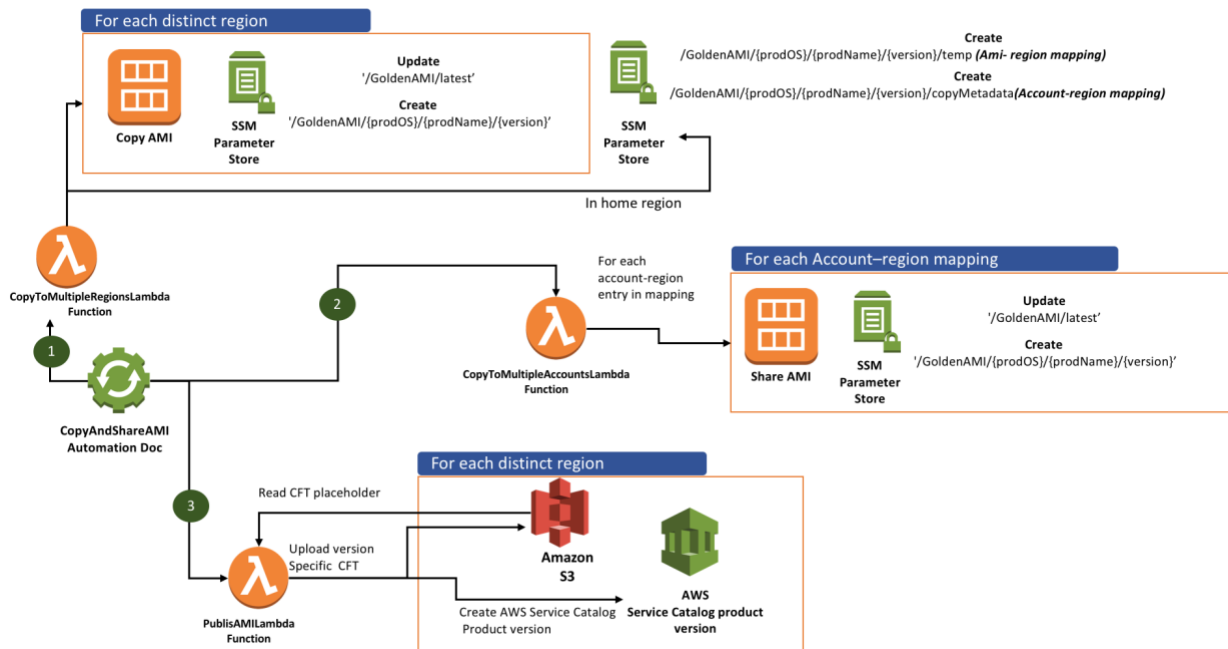 For each distinct region
Copy AMI
SSM
Parameter
Store
Update
'/GoldenAMI/latest'
Create
'/GoldenAMI/{prodOS}/{prodName}/{version}'
SSM
Parameter
Store
Create
/GoldenAMI/{prodOS}/{prodName}/{version}/temp (Ami- region mapping)
Create
/GoldenAMI/{prodOS}/{prodName}/{version}/copyMetadata(Account-region mapping)
In home region
CopyToMultipleRegionsLambda
Function
1
CopyAndShareAMI
Automation Doc
2
CopyToMultipleAccountsLambda
Function
For each
account-region
entry in mapping
For each Account–region mapping
Share AMI
SSM
Parameter
Store
Update
'/GoldenAMI/latest'
Create
'/GoldenAMI/{prodOS}/{prodName}/{version}'
3
PublisAMILambda
Function
Read CFT placeholder
Upload version
Specific CFT
Create AWS Service Catalog
Product version
For each distinct region
Amazon
S3
AWS
Service Catalog product
version